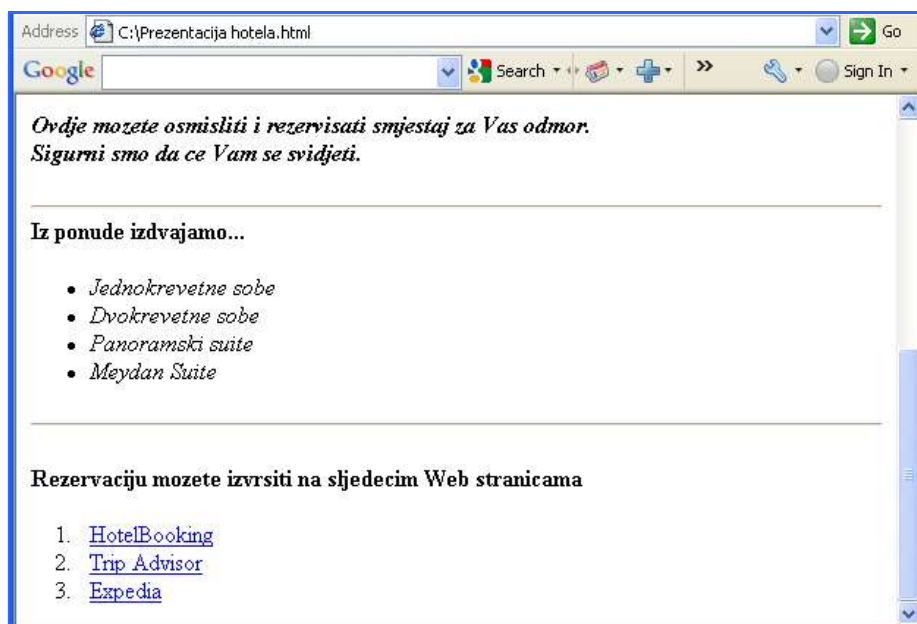 Address C:\Prezentacija hotela.html Go
Google Search » Sign In
Ovdje mozete osmisliti i rezervisati smjestaj za Vas odmor.
Sigurni smo da ce Vam se svidjeti.
Iz ponude izdvajamo...
• Jednokrevetne sobe
• Dvokrevetne sobe
• Panoramski suite
• Meydan Suite
Rezervaciju mozete izvrsiti na sljedecim Web stranicama
1. HotelBooking
2. Trip Advisor
3. Expedia